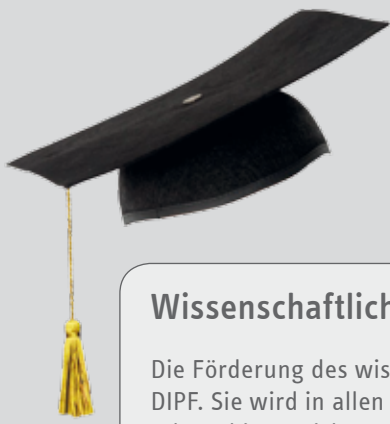 Wissenschaftlich
Die Förderung des wis
DIPF. Sie wird in allen